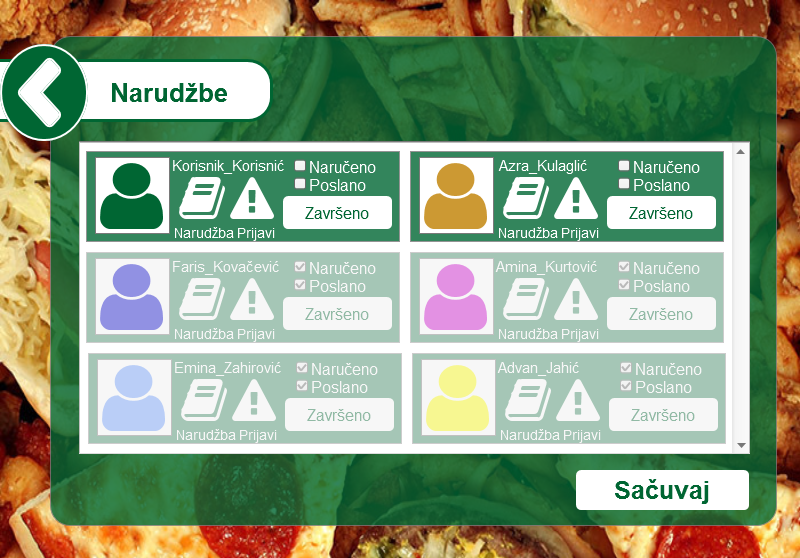 Narudžbe
Korisnik_Korisnić
Naručeno
Poslano
Završeno
Narudžba Prijavi
Azra_Kulaglić
Naručeno
Poslano
Završeno
Narudžba Prijavi
Faris_Kovačević
Naručeno
Poslano
Završeno
Narudžba Prijavi
Amina_Kurtović
Naručeno
Poslano
Završeno
Narudžba Prijavi
Emina_Zahirović
Naručeno
Poslano
Završeno
Narudžba Prijavi
Advan_Jahić
Naručeno
Poslano
Završeno
Narudžba Prijavi
Sačuvaj